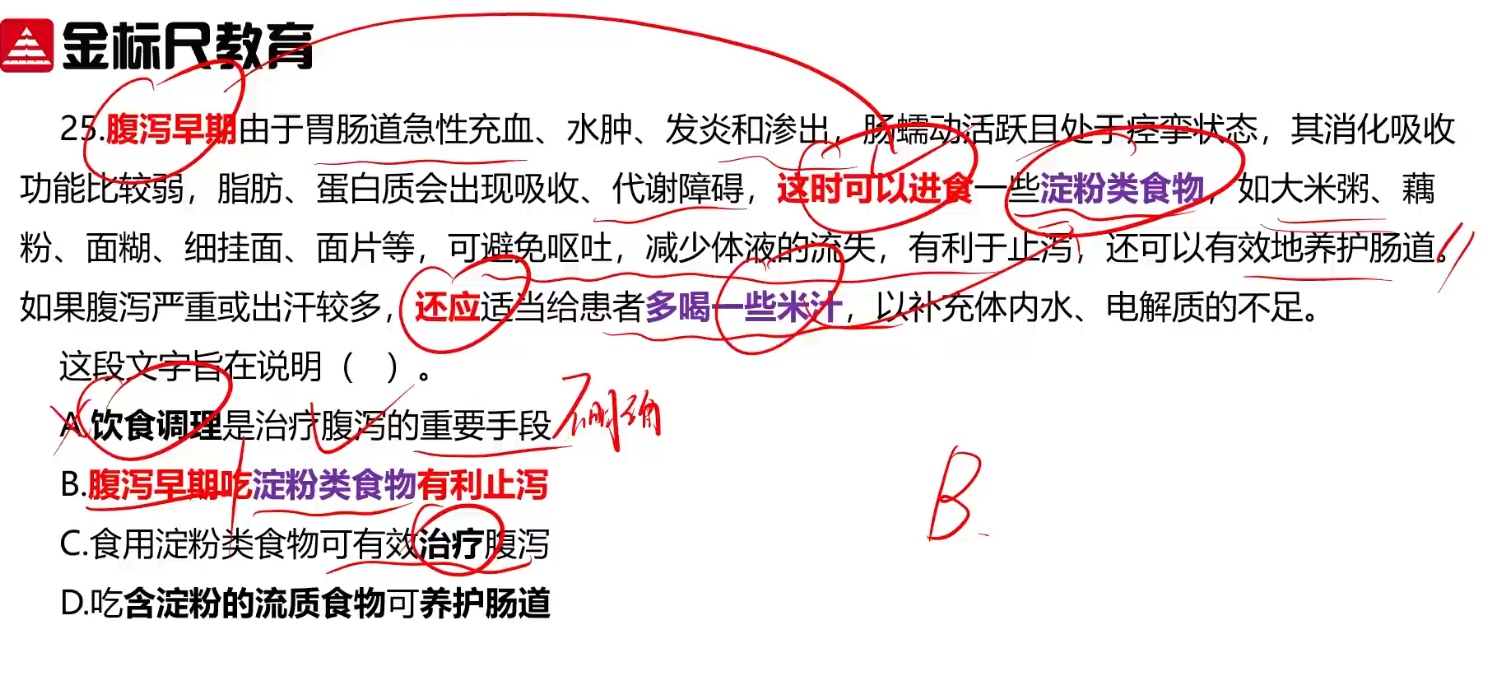 金标尺教育
25.腹泻早期由于胃肠道急性充血、水肿、发炎和渗出，肠蠕动活跃且处于痉挛状态，其消化吸收
功能比较弱，脂肪、蛋白质会出现吸收、代谢障碍，这时可以进食一些淀粉类食物，如大米粥、藕
粉、面糊、细挂面、面片等，可避免呕吐，减少体液的流失，有利于止泻，还可以有效地养护肠道。
如果腹泻严重或出汗较多，还应适当给患者多喝一些米汁，以补充体内水、电解质的不足。
这段文字旨在说明（ ）。
A.饮食调理是治疗腹泻的重要手段
B.腹泻早期吃淀粉类食物有利止泻
B.
C.食用淀粉类食物可有效治疗腹泻
D.吃含淀粉的流质食物可养护肠道